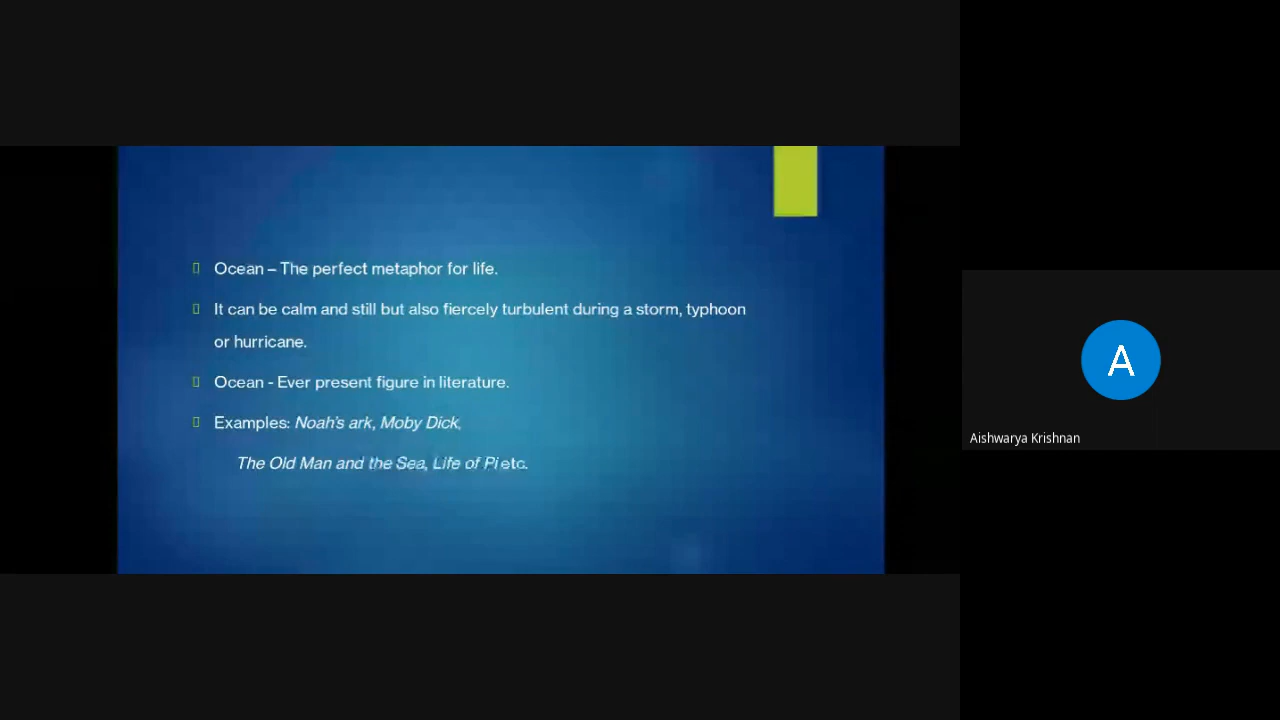 Ocean – The perfect metaphor for life.
It can be calm and still but also fiercely turbulent during a storm, typhoon
or hurricane.
Ocean - Ever present figure in literature.
Examples: Noah's ark, Moby Dick,
The Old Man and the Sea, Life of Pi etc.
A
Aishwarya Krishnan